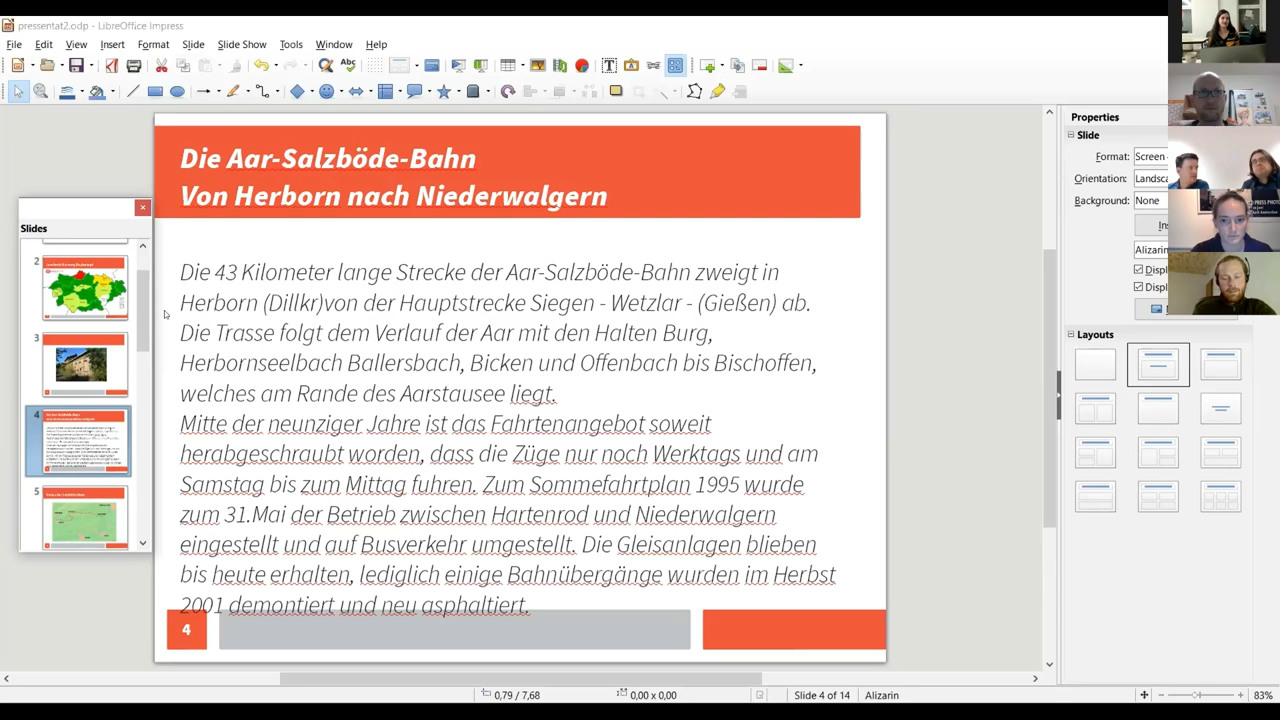 pressentat2.odp - LibreOffice Impress
File Edit View Insert Format Slide Slide Show Tools Window Help
Slides
2
3
4
5
Die Aar-Salzböde-Bahn
Von Herborn nach Niederwalgern
Die 43 Kilometer lange Strecke der Aar-Salzböde-Bahn zweigt in
Herborn (Dillkr)von der Hauptstrecke Siegen - Wetzlar - (Gießen) ab.
Die Trasse folgt dem Verlauf der Aar mit den Halten Burg,
Herbornseelbach Ballersbach, Bicken und Offenbach bis Bischoffen,
welches am Rande des Aarstausee liegt.
Mitte der neunziger Jahre ist das Fahrtenangebot soweit
herabgeschraubt worden, dass die Züge nur noch Werktags und am
Samstag bis zum Mittag fuhren. Zum Sommefahrtplan 1995 wurde
zum 31.Mai der Betrieb zwischen Hartenrod und Niederwalgern
eingestellt und auf Busverkehr umgestellt. Die Gleisanlagen blieben
bis heute erhalten, lediglich einige Bahnübergänge wurden im Herbst
2001 demontiert und neu asphaltiert.
4
Properties
Slide
Format: Screen
Orientation: Landsca
Background: None
Ins
Alizarin
Displ
Displ
Layouts
PRESS PHOTO
0,79 / 7,68
0,00 x 0,00
Slide 4 of 14
Alizarin
83%